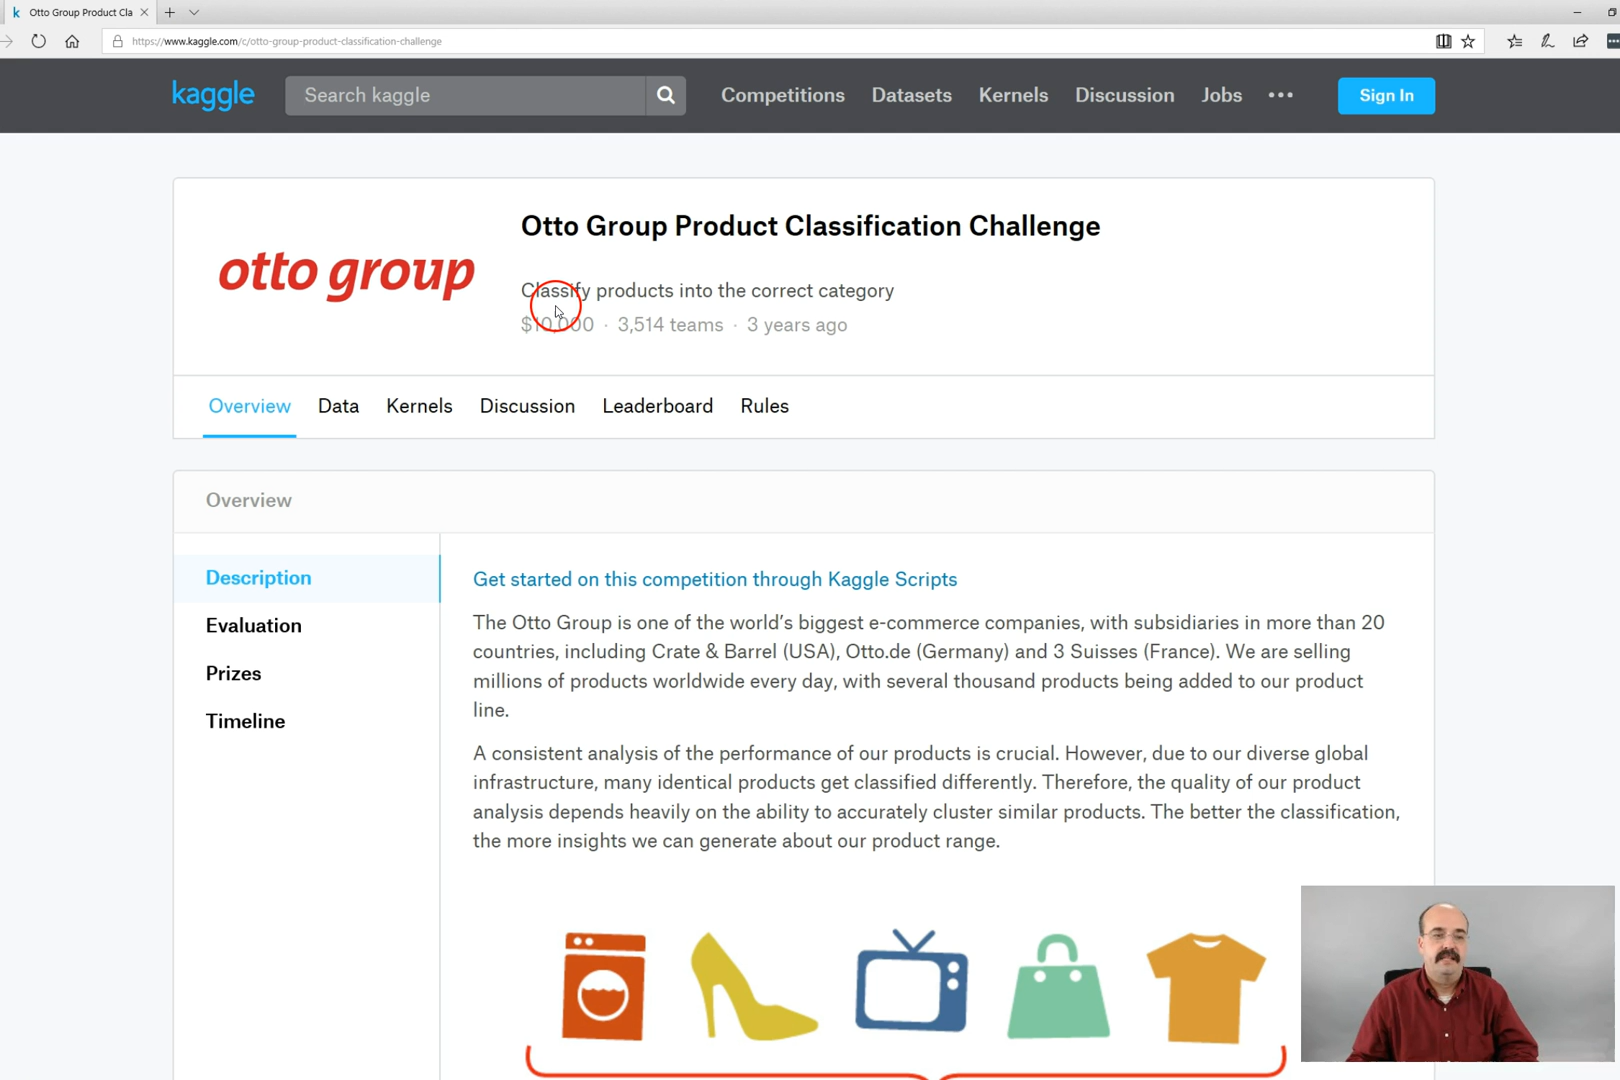 k Otto Group Product Cla
https://www.kaggle.com/c/otto-group-product-classification-challenge
kaggle Search kaggle Competitions Datasets Kernels Discussion Jobs ••• Sign In
Otto Group Product Classification Challenge
otto group
Classify products into the correct category
$10,000 · 3,514 teams · 3 years ago
Overview Data Kernels Discussion Leaderboard Rules
Overview
Description
Evaluation
Prizes
Timeline
Get started on this competition through Kaggle Scripts
The Otto Group is one of the world’s biggest e-commerce companies, with subsidiaries in more than 20
countries, including Crate & Barrel (USA), Otto.de (Germany) and 3 Suisses (France). We are selling
millions of products worldwide every day, with several thousand products being added to our product
line.
A consistent analysis of the performance of our products is crucial. However, due to our diverse global
infrastructure, many identical products get classified differently. Therefore, the quality of our product
analysis depends heavily on the ability to accurately cluster similar products. The better the classification,
the more insights we can generate about our product range.